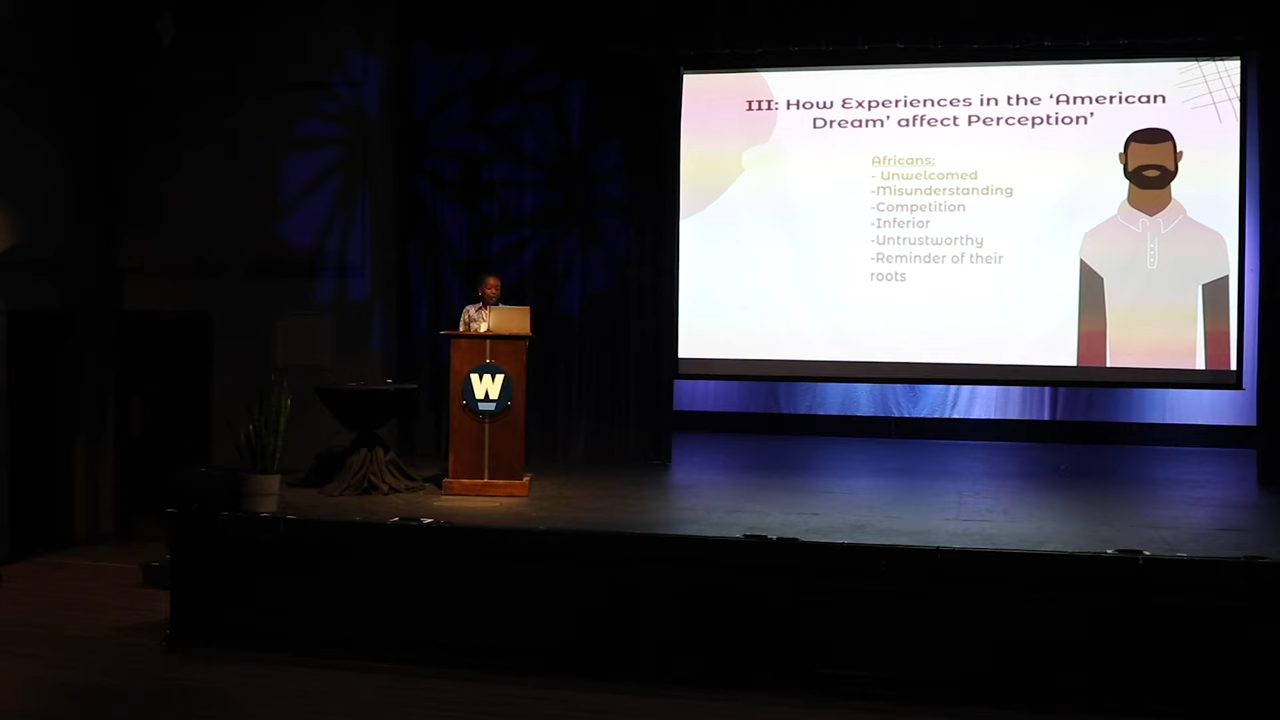 III: How Experiences in the ‘American
Dream’ affect Perception’
Africans:
- Unwelcomed
-Misunderstanding
-Competition
-Inferior
-Untrustworthy
-Reminder of their
roots
W